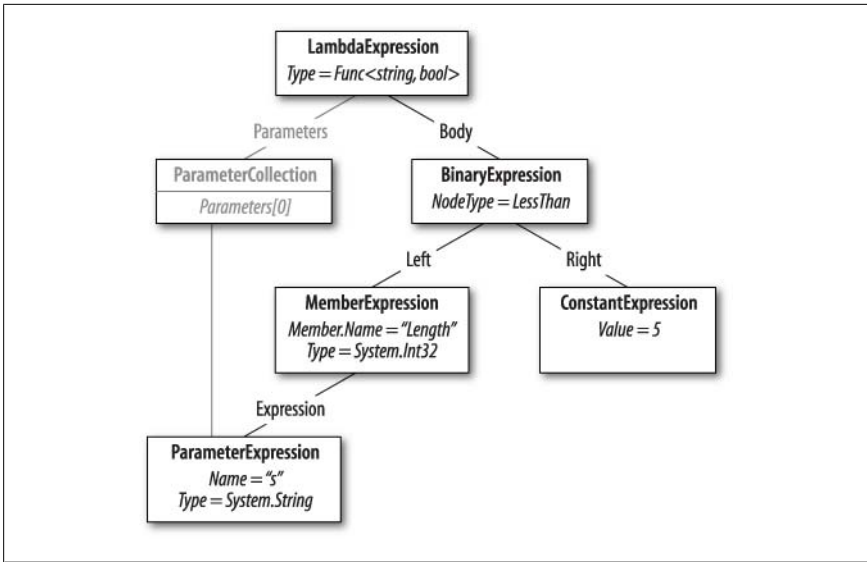 LambdaExpression
Type = Func<string, bool>
Parameters
Body
ParameterCollection
Parameters[0]
BinaryExpression
NodeType = LessThan
Left
Right
MemberExpression
Member.Name = “Length”
Type = System.Int32
ConstantExpression
Value = 5
Expression
ParameterExpression
Name = “s”
Type = System.String